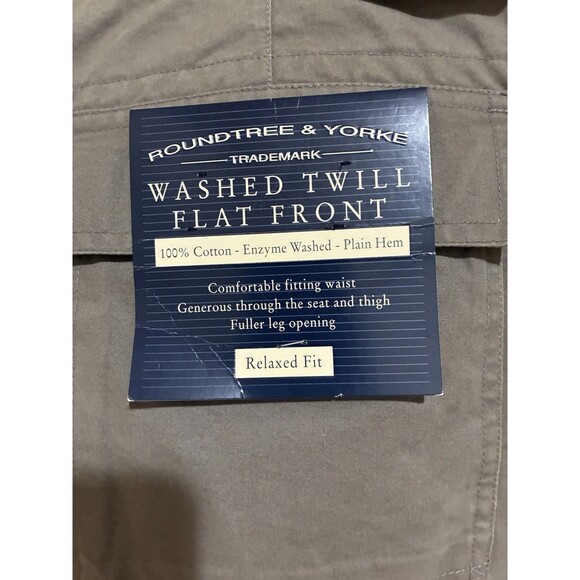 ROUNDTREE & YORKE
TRADEMARK
WASHED TWILL
FLAT FRONT
100% Cotton - Enzyme Washed - Plain Hem
Comfortable fitting waist
Generous through the seat and thigh
Fuller leg opening
Relaxed Fit